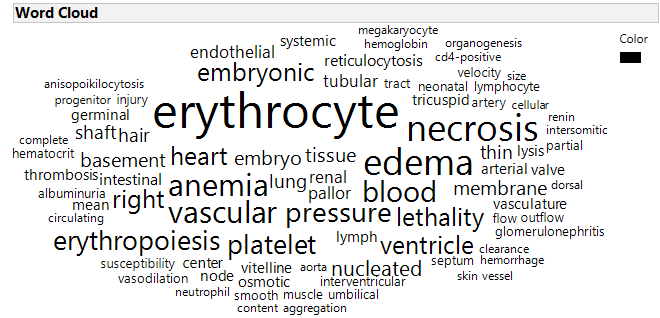 Word Cloud
Color
megakaryocyte
systemic hemoglobin organogenesis
endothelial reticulocytosis cd4-positive
embryonic tubular tract velocity size
anisopoikilocytosis neonatal lymphocyte
progenitor injury erythrocyte tricuspid artery cellular
germinal necrosis renin
shaft hair intersomitic
complete partial
hematocrit basement heart embryo tissue edema thin lysis
thrombosis intestinal anemia lung renal arterial valve
albuminuria right pallor blood membrane dorsal
mean vascular pressure lethality vasculature
circulating flow outflow
erythropoiesis platelet lymph ventricle glomerulonephritis
clearance
susceptibility center vitelline aorta nucleated septum hemorrhage
vasodilation node osmotic interventricular skin vessel
neutrophil smooth muscle umbilical
content aggregation